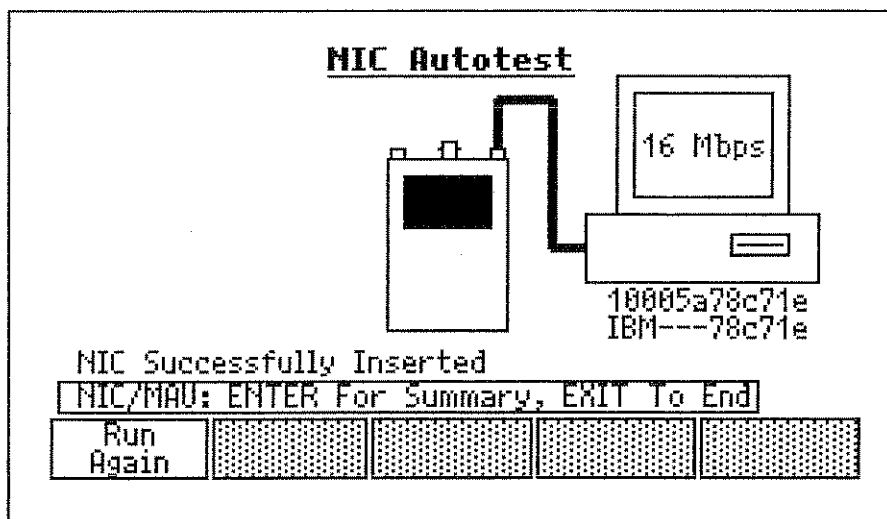 NIC Autotest
16 Mbps
10005a78c71e
IBM---78c71e
NIC Successfully Inserted
NIC/MAU: ENTER For Summary, EXIT To End
Run
Again